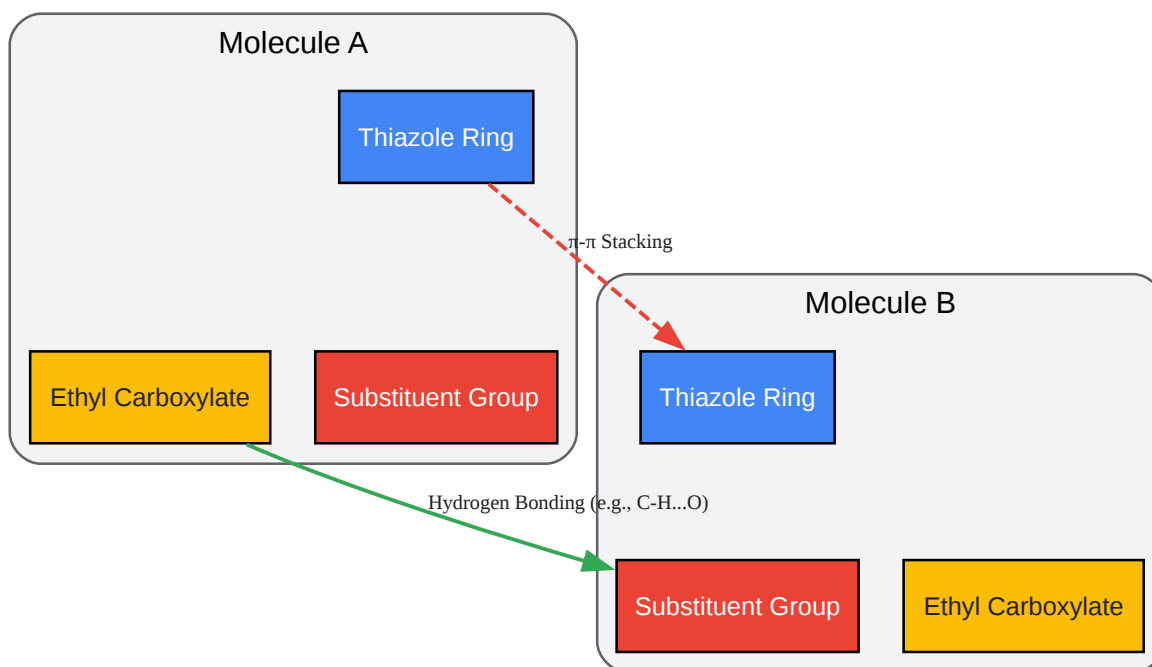 Molecule A
Thiazole Ring
π-π Stacking
Molecule B
Ethyl Carboxylate
Substituent Group
Thiazole Ring
Hydrogen Bonding (e.g., C-H...O)
Substituent Group
Ethyl Carboxylate